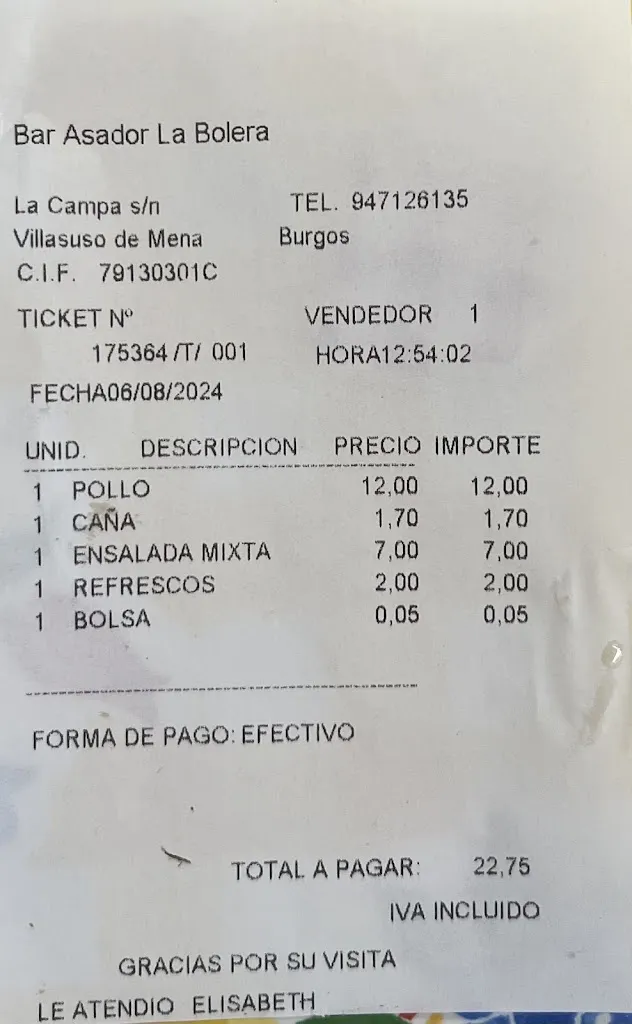 Bar Asador La Bolera
La Campa s/n TEL. 947126135
Villasuso de Mena Burgos
C.I.F. 79130301C
TICKET Nº VENDEDOR 1
175364 /T/ 001 HORA12:54:02
FECHA06/08/2024
UNID. DESCRIPCION PRECIO IMPORTE
1 POLLO 12,00 12,00
1 CAÑA 1,70 1,70
1 ENSALADA MIXTA 7,00 7,00
1 REFRESCOS 2,00 2,00
1 BOLSA 0,05 0,05
FORMA DE PAGO: EFECTIVO
TOTAL A PAGAR: 22,75
IVA INCLUIDO
GRACIAS POR SU VISITA
LE ATENDIO ELISABETH